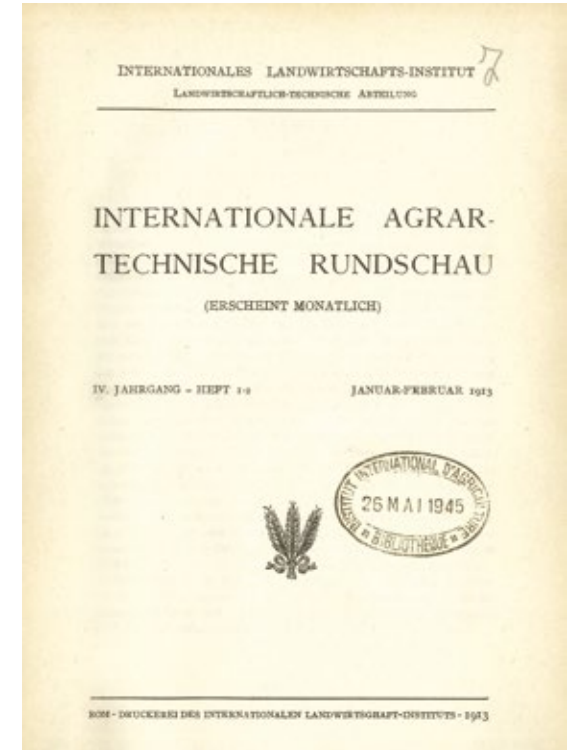 INTERNATIONALES LANDWIRTSCHAFTS-INSTITUT
LANDWIRTSCHAFTLICH-TECHNISCHE ABTEILUNG
INTERNATIONALE AGRAR-
TECHNISCHE RUNDSCHAU
(ERSCHEINT MONATLICH)
IV. JAHRGANG - HEFT 1-2 JANUAR-FEBRUAR 1913
INSTITUT INTERNATIONAL D'AGRICULTURE
26 MAI 1945
BIBLIOTHEQUE
ROM - DRUCKEREI DES INTERNATIONALEN LANDWIRTSCHAFT-INSTITUTS - 1913